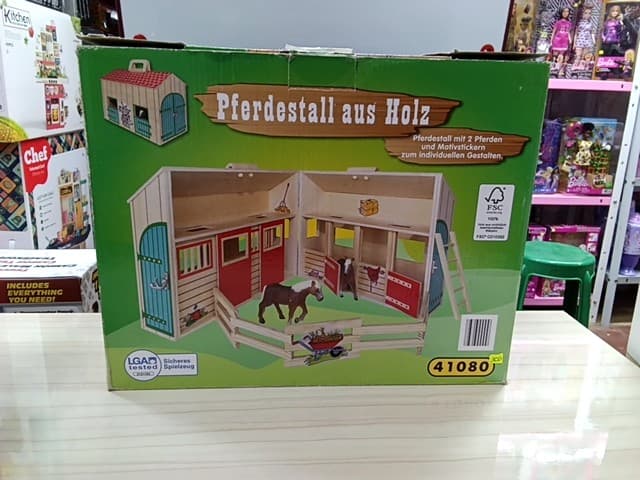 Kitchen
Pferdestall aus Holz
Pferdestall mit 2 Pferden
und Motivstickern
zum individuellen Gestalten.
Chef
FSC
INCLUDES
EVERYTHING
YOU NEED!
LGA
tested
Sicheres
Spielzeug
41080